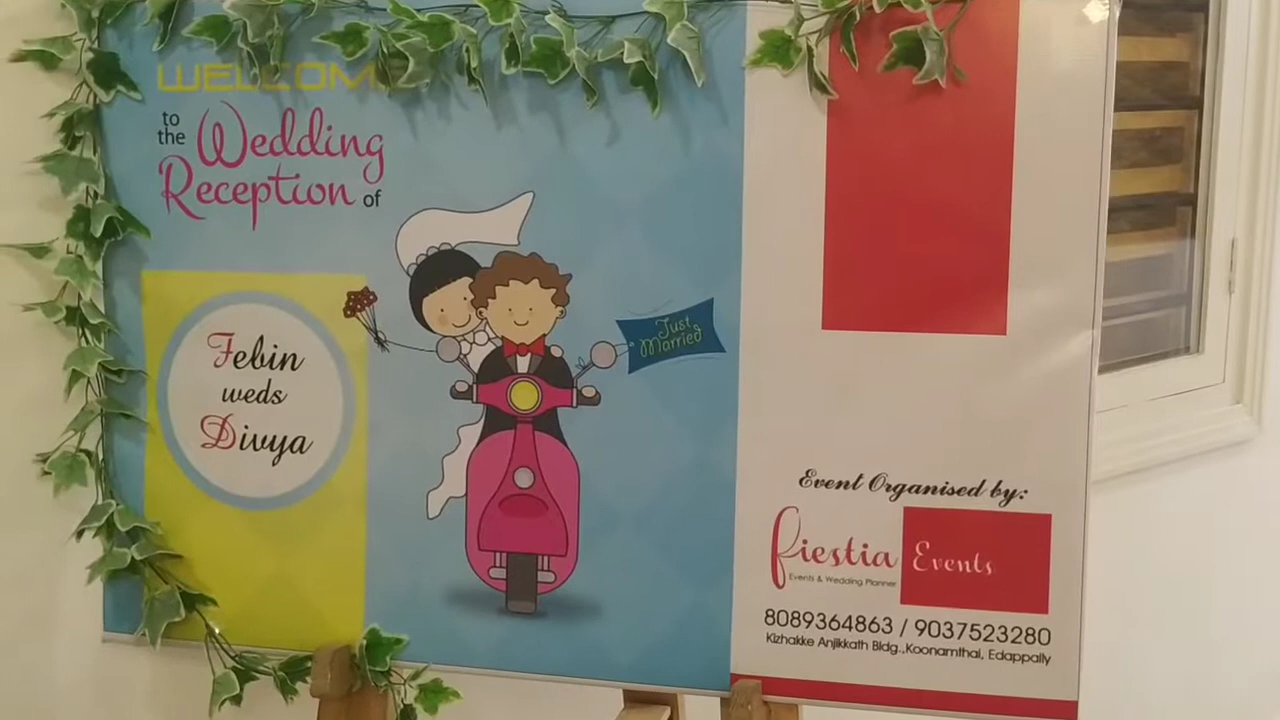 WELCOME
to
the Wedding
Reception of
Febin
weds
Divya
Just
Married
Event Organised by:
fiestia Events
Events & Wedding Planner
8089364863 / 9037523280
Kizhakke Anjikkath Bldg.,Koonamthai, Edappally